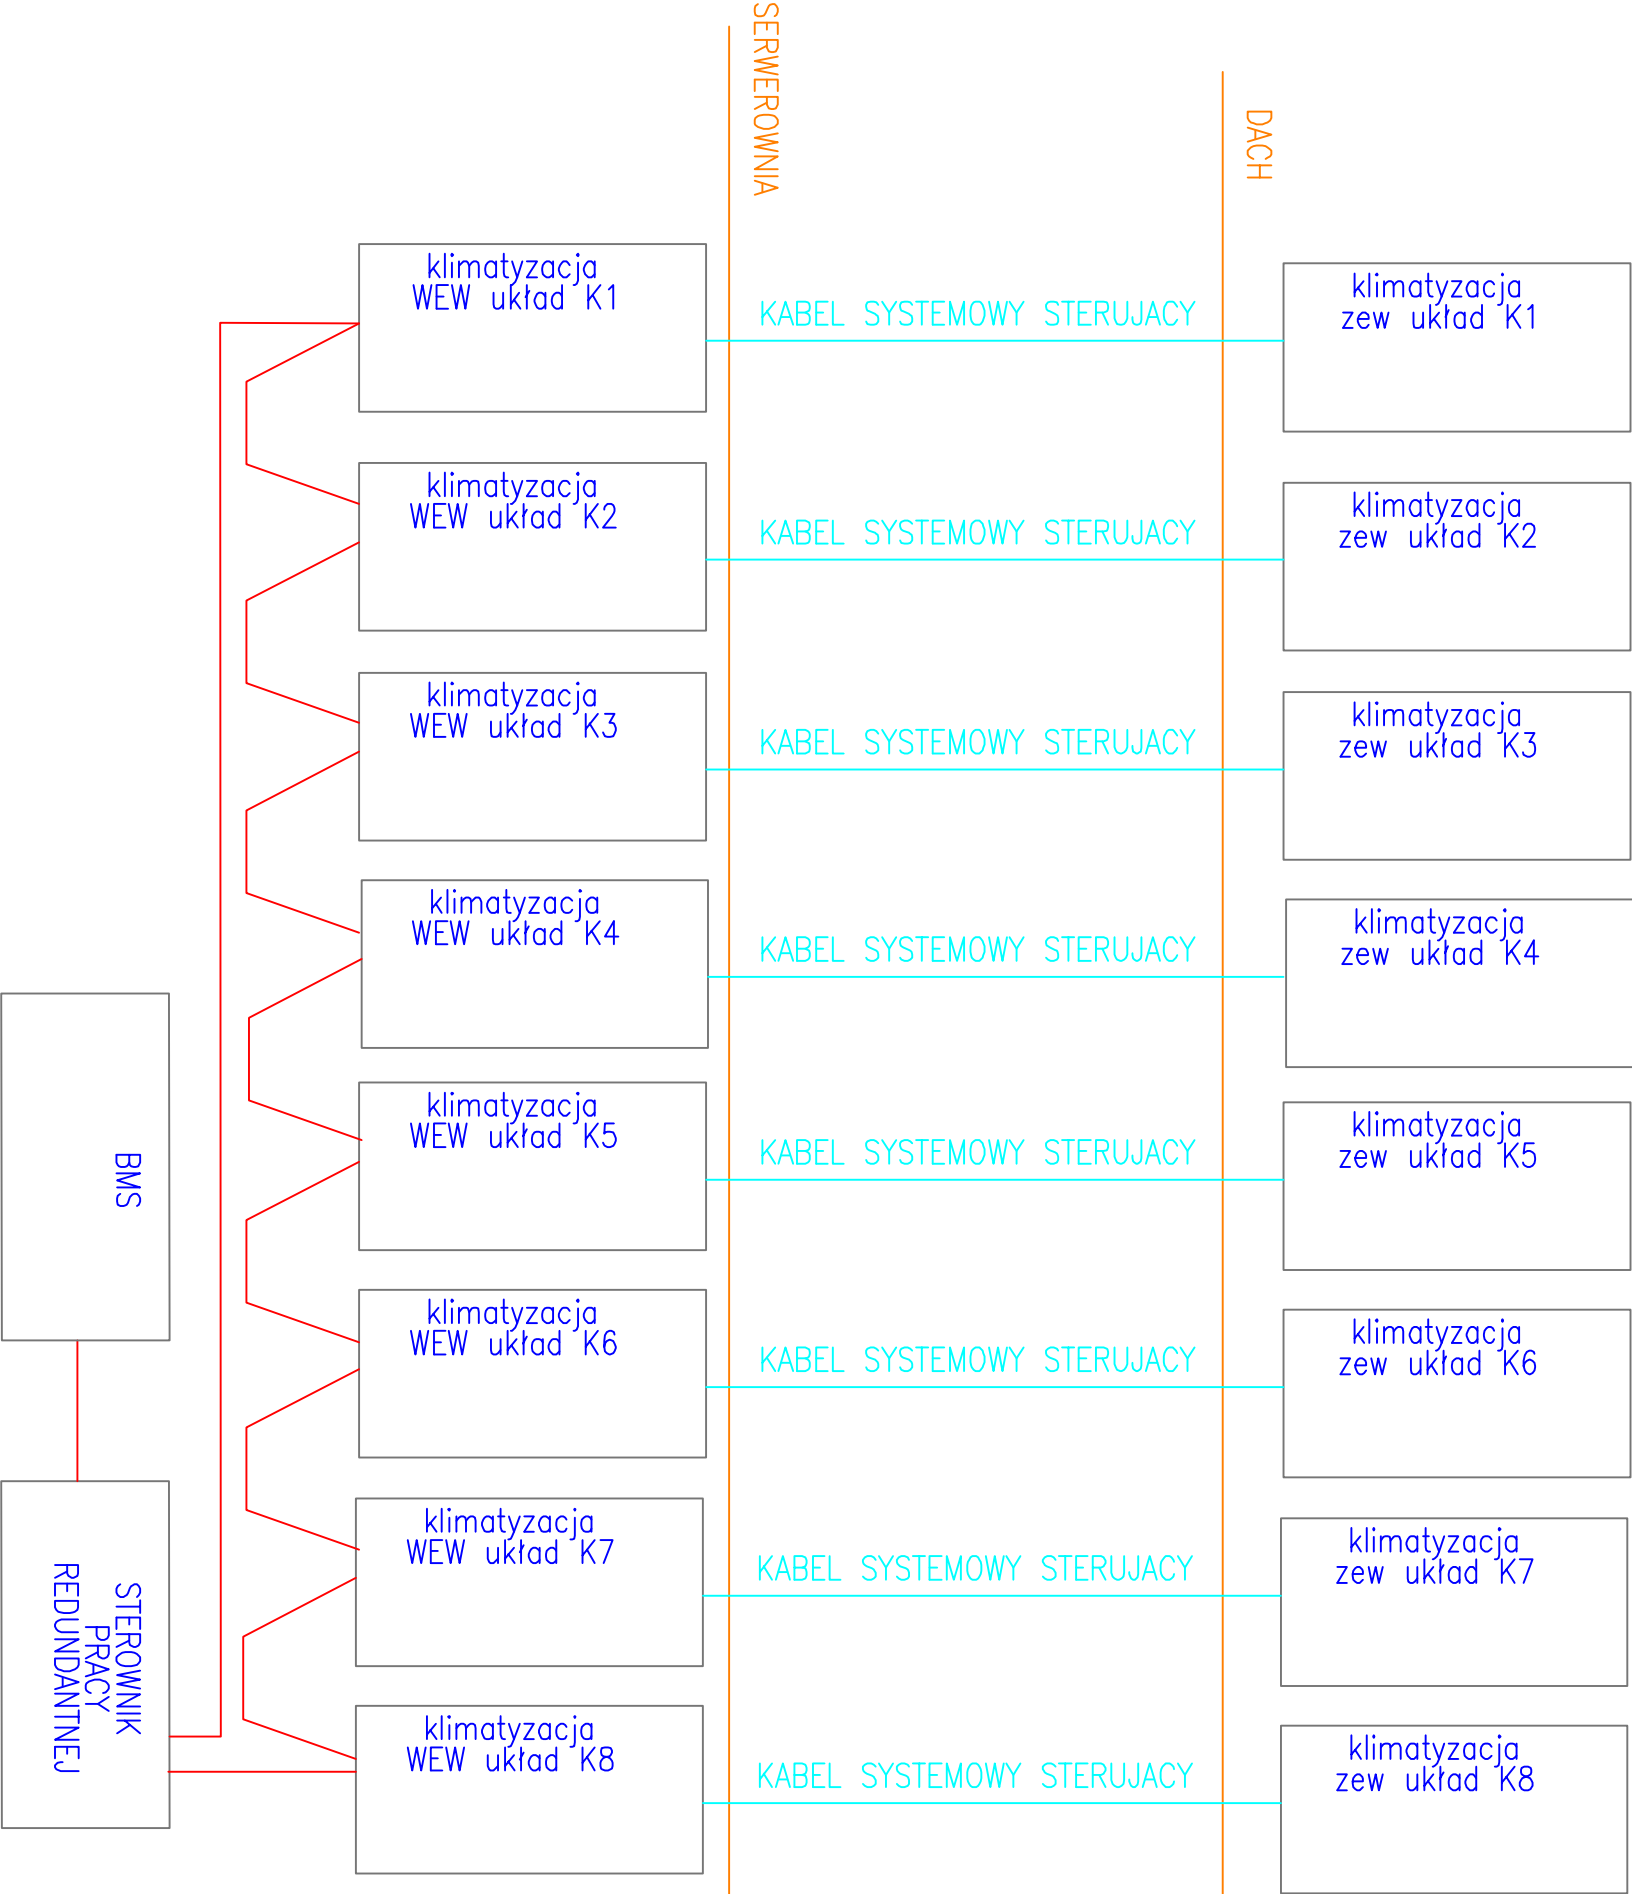 SERWEROWNIA
DACH
klimatyzacja
WEW układ K1
KABEL SYSTEMOWY STERUJACY
klimatyzacja
zew układ K1
klimatyzacja
WEW układ K2
KABEL SYSTEMOWY STERUJACY
klimatyzacja
zew układ K2
klimatyzacja
WEW układ K3
KABEL SYSTEMOWY STERUJACY
klimatyzacja
zew układ K3
klimatyzacja
WEW układ K4
KABEL SYSTEMOWY STERUJACY
klimatyzacja
zew układ K4
klimatyzacja
WEW układ K5
KABEL SYSTEMOWY STERUJACY
klimatyzacja
zew układ K5
klimatyzacja
WEW układ K6
KABEL SYSTEMOWY STERUJACY
klimatyzacja
zew układ K6
klimatyzacja
WEW układ K7
KABEL SYSTEMOWY STERUJACY
klimatyzacja
zew układ K7
klimatyzacja
WEW układ K8
KABEL SYSTEMOWY STERUJACY
klimatyzacja
zew układ K8
BMS
STEROWNIK
PRACY
REDUNDANTNEJ